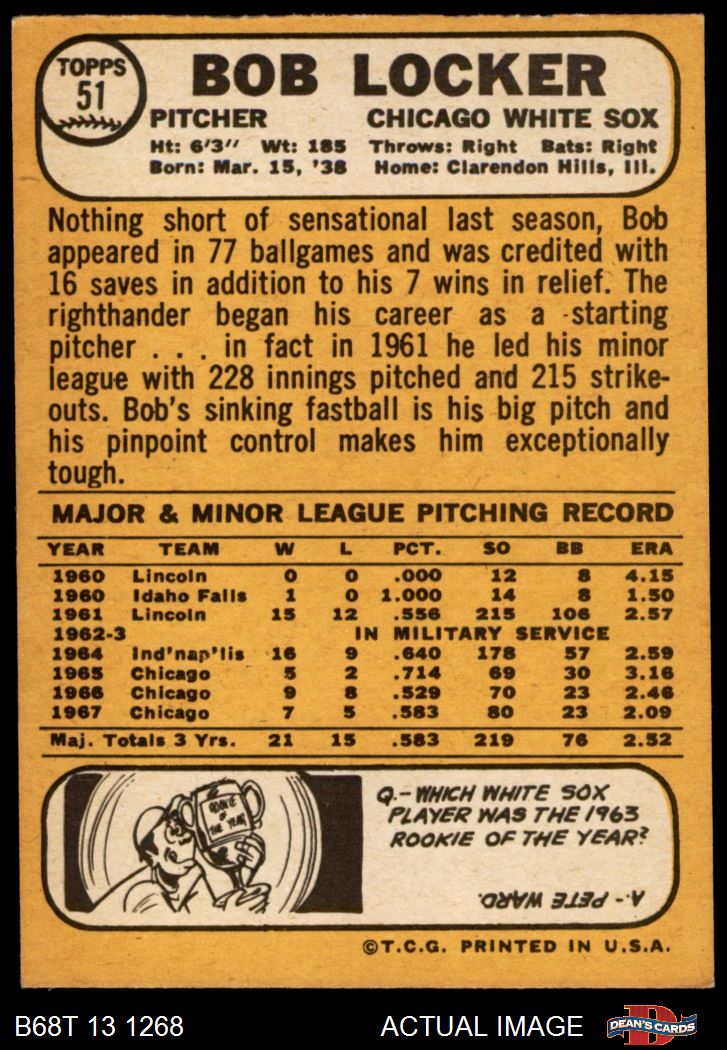 TOPPS
51
BOB LOCKER
PITCHER CHICAGO WHITE SOX
Ht: 6'3" Wt: 185 Throws: Right Bats: Right
Born: Mar. 15, '38 Home: Clarendon Hills, Ill.
Nothing short of sensational last season, Bob
appeared in 77 ballgames and was credited with
16 saves in addition to his 7 wins in relief. The
righthander began his career as a starting
pitcher . . . in fact in 1961 he led his minor
league with 228 innings pitched and 215 strike-
outs. Bob's sinking fastball is his big pitch and
his pinpoint control makes him exceptionally
tough.
MAJOR & MINOR LEAGUE PITCHING RECORD
YEAR TEAM W L PCT. SO BB ERA
1960 Lincoln 0 0 .000 12 8 4.15
1960 Idaho Falls 1 0 1.000 14 8 1.50
1961 Lincoln 15 12 .556 215 106 2.57
1962-3 IN MILITARY SERVICE
1964 Ind'nap'lis 16 9 .640 178 57 2.59
1965 Chicago 5 2 .714 69 30 3.16
1966 Chicago 9 8 .529 70 23 2.46
1967 Chicago 7 5 .583 80 23 2.09
Maj. Totals 3 Yrs. 21 15 .583 219 76 2.52
ROOKIE
OF
THE YEAR
Q.- WHICH WHITE SOX
PLAYER WAS THE 1963
ROOKIE OF THE YEAR?
A.- PETE WARD.
©T.C.G. PRINTED IN U.S.A.
B68T 13 1268 ACTUAL IMAGE DEAN'S CARDS